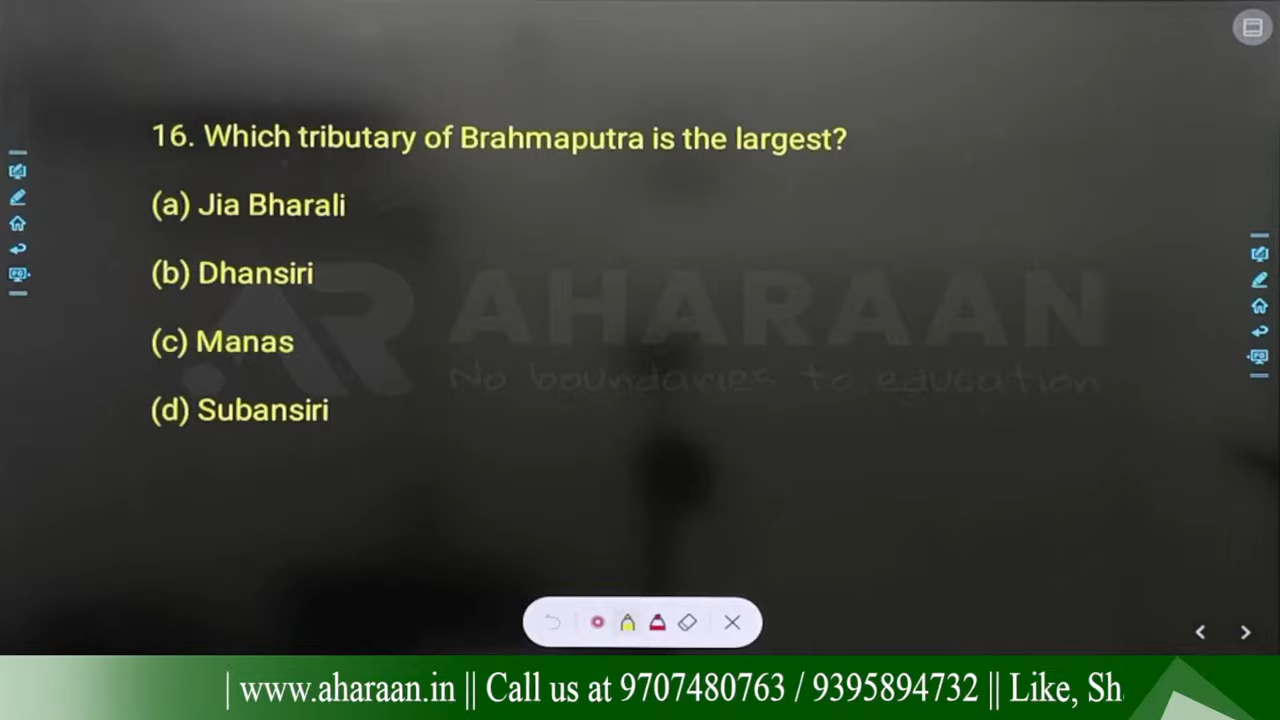 16. Which tributary of Brahmaputra is the largest?
(a) Jia Bharali
(b) Dhansiri
AR AHARAAN
(c) Manas
No boundaries to education
(d) Subansiri
| www.aharaan.in || Call us at 9707480763 / 9395894732 || Like, Sh